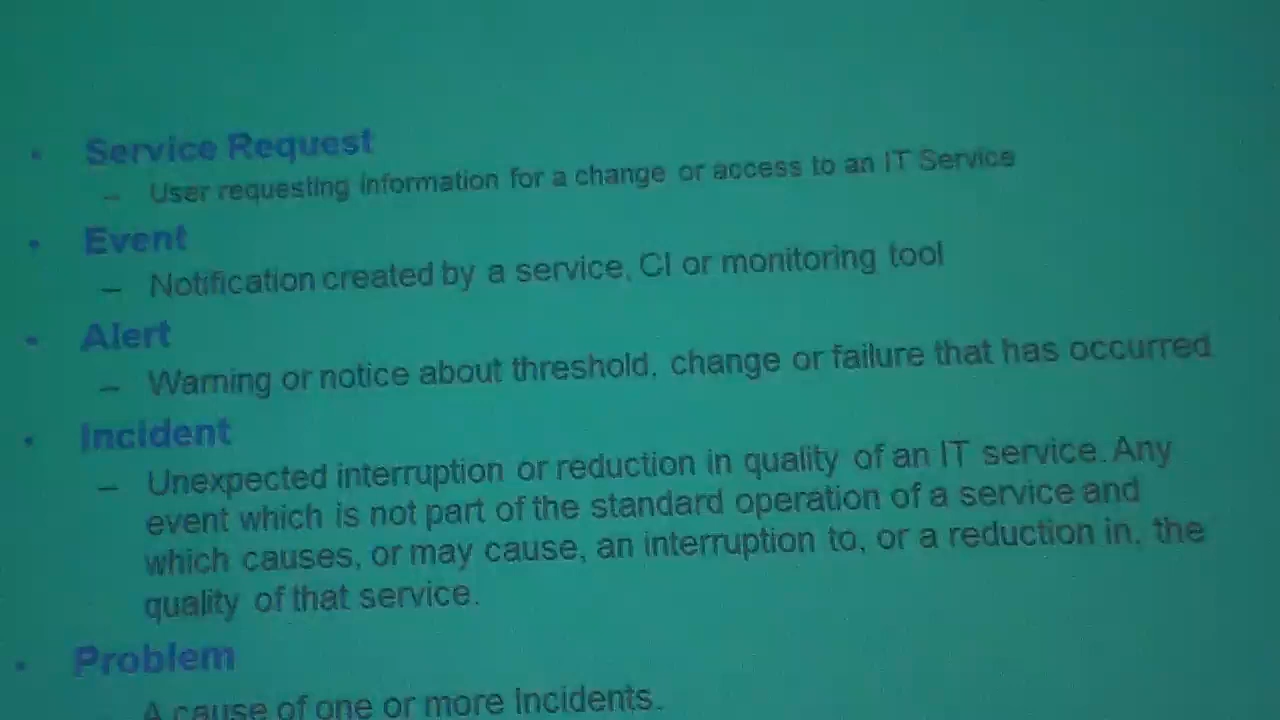 • Service Request
– User requesting information for a change or access to an IT Service
• Event
– Notification created by a service, CI or monitoring tool
• Alert
– Warning or notice about threshold, change or failure that has occurred
• Incident
– Unexpected interruption or reduction in quality of an IT service. Any
event which is not part of the standard operation of a service and
which causes, or may cause, an interruption to, or a reduction in, the
quality of that service.
• Problem
– A cause of one or more Incidents.